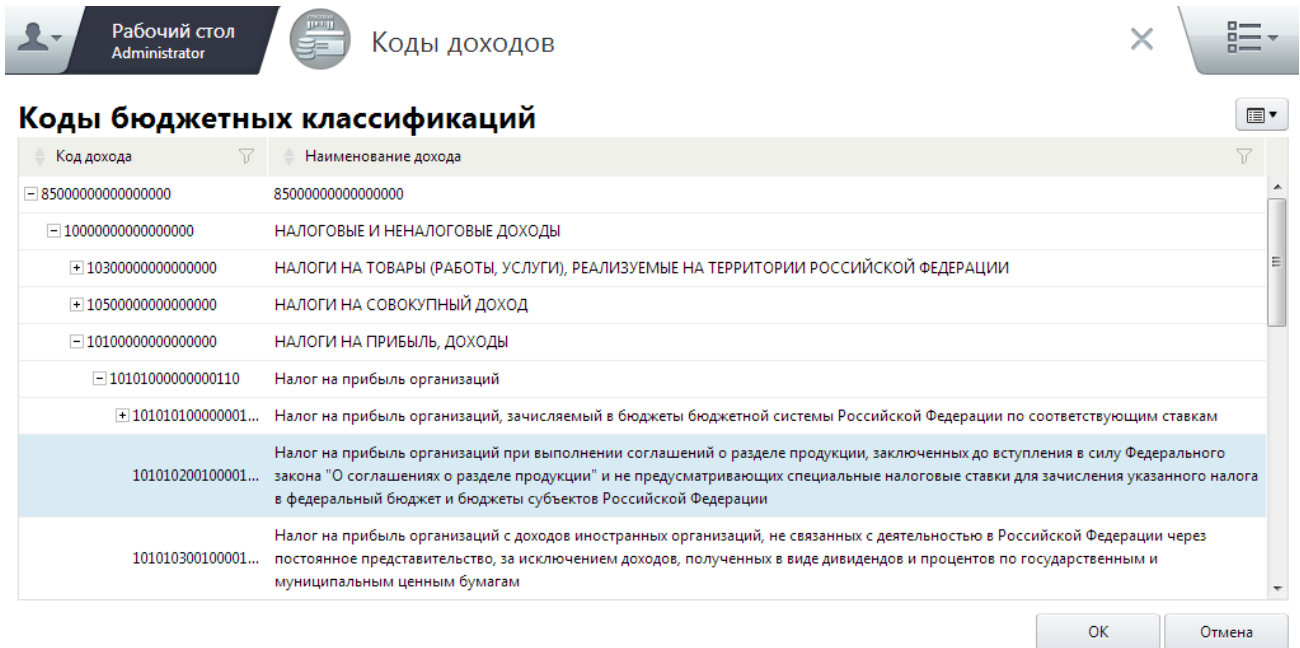 Рабочий стол
Administrator
Коды доходов
Коды бюджетных классификаций
Код дохода Наименование дохода
85000000000000000 85000000000000000
10000000000000000 НАЛОГОВЫЕ И НЕНАЛОГОВЫЕ ДОХОДЫ
10300000000000000 НАЛОГИ НА ТОВАРЫ (РАБОТЫ, УСЛУГИ), РЕАЛИЗУЕМЫЕ НА ТЕРРИТОРИИ РОССИЙСКОЙ ФЕДЕРАЦИИ
10500000000000000 НАЛОГИ НА СОВОКУПНЫЙ ДОХОД
10100000000000000 НАЛОГИ НА ПРИБЫЛЬ, ДОХОДЫ
10101000000000110 Налог на прибыль организаций
101010100000001... Налог на прибыль организаций, зачисляемый в бюджеты бюджетной системы Российской Федерации по соответствующим ставкам
Налог на прибыль организаций при выполнении соглашений о разделе продукции, заключенных до вступления в силу Федерального
101010200100001... закона "О соглашениях о разделе продукции" и не предусматривающих специальные налоговые ставки для зачисления указанного налога
в федеральный бюджет и бюджеты субъектов Российской Федерации
Налог на прибыль организаций с доходов иностранных организаций, не связанных с деятельностью в Российской Федерации через
101010300100001... постоянное представительство, за исключением доходов, полученных в виде дивидендов и процентов по государственным и
муниципальным ценным бумагам
ОК Отмена